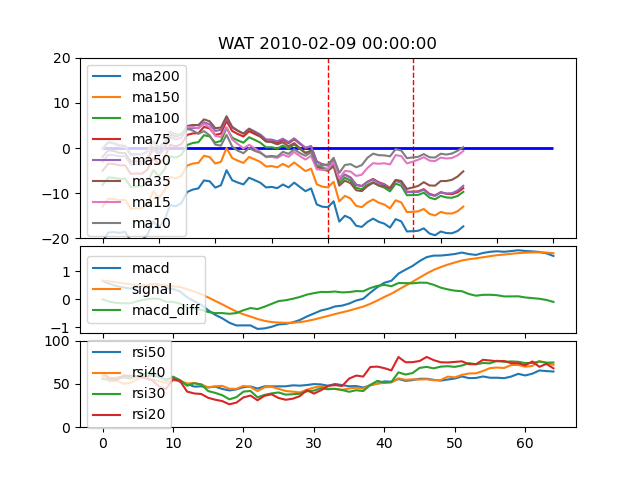 WAT 2010-02-09 00:00:00
20
10
0
−10
−20
ma200
ma150
ma100
ma75
ma50
ma35
ma15
ma10
1
0
−1
macd
signal
macd_diff
100
50
0
rsi50
rsi40
rsi30
rsi20
0 10 20 30 40 50 60